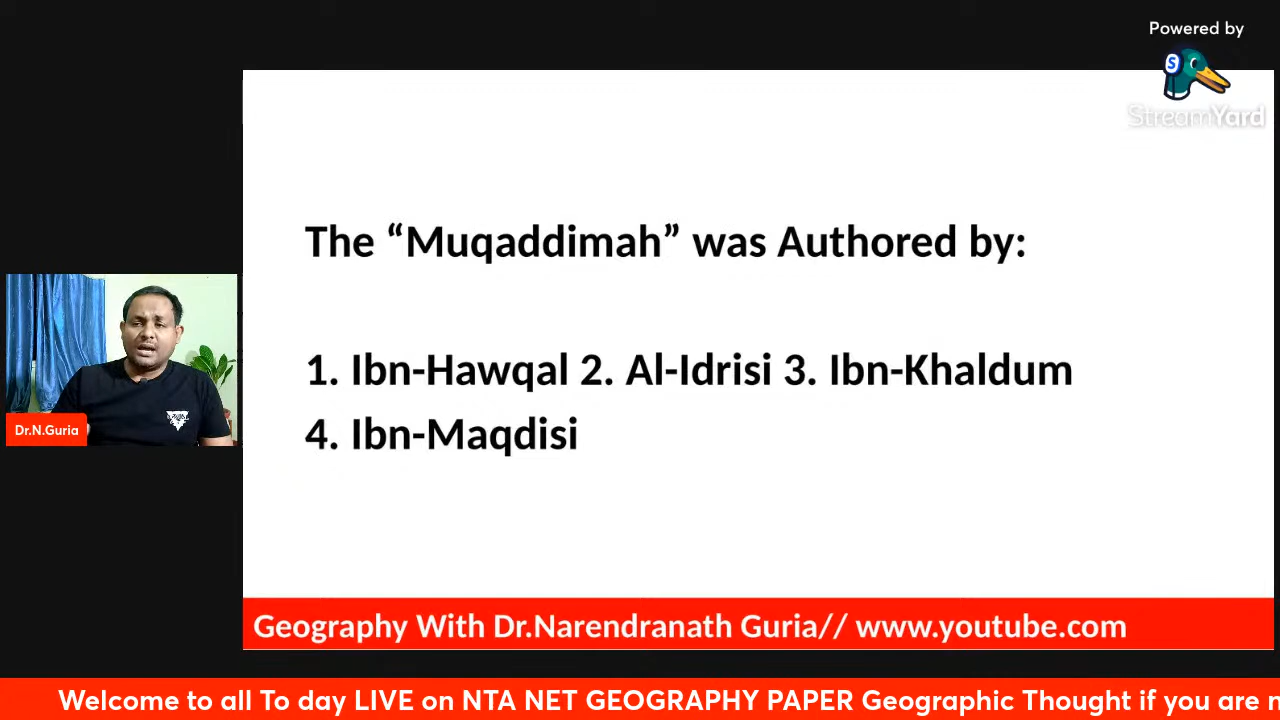 Powered by
S
StreamYard
The “Muqaddimah” was Authored by:
1. Ibn-Hawqal 2. Al-Idrisi 3. Ibn-Khaldum
4. Ibn-Maqdisi
Dr.N.Guria
Geography With Dr.Narendranath Guria// www.youtube.com
Welcome to all To day LIVE on NTA NET GEOGRAPHY PAPER Geographic Thought if you are